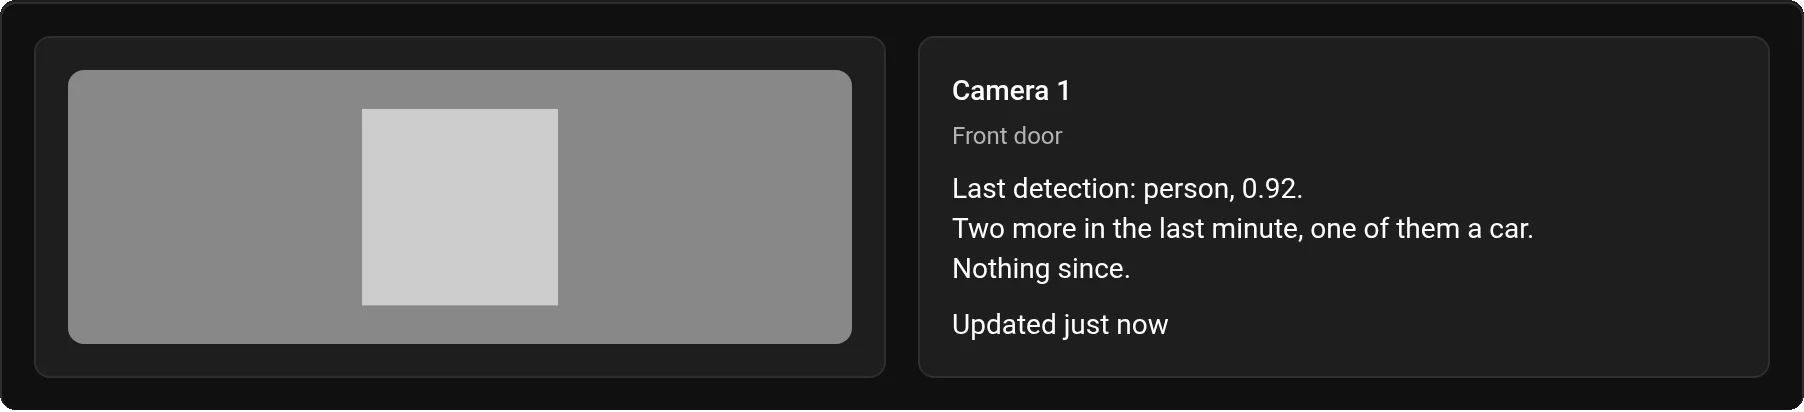 Camera 1
Front door
Last detection: person, 0.92.
Two more in the last minute, one of them a car.
Nothing since.
Updated just now